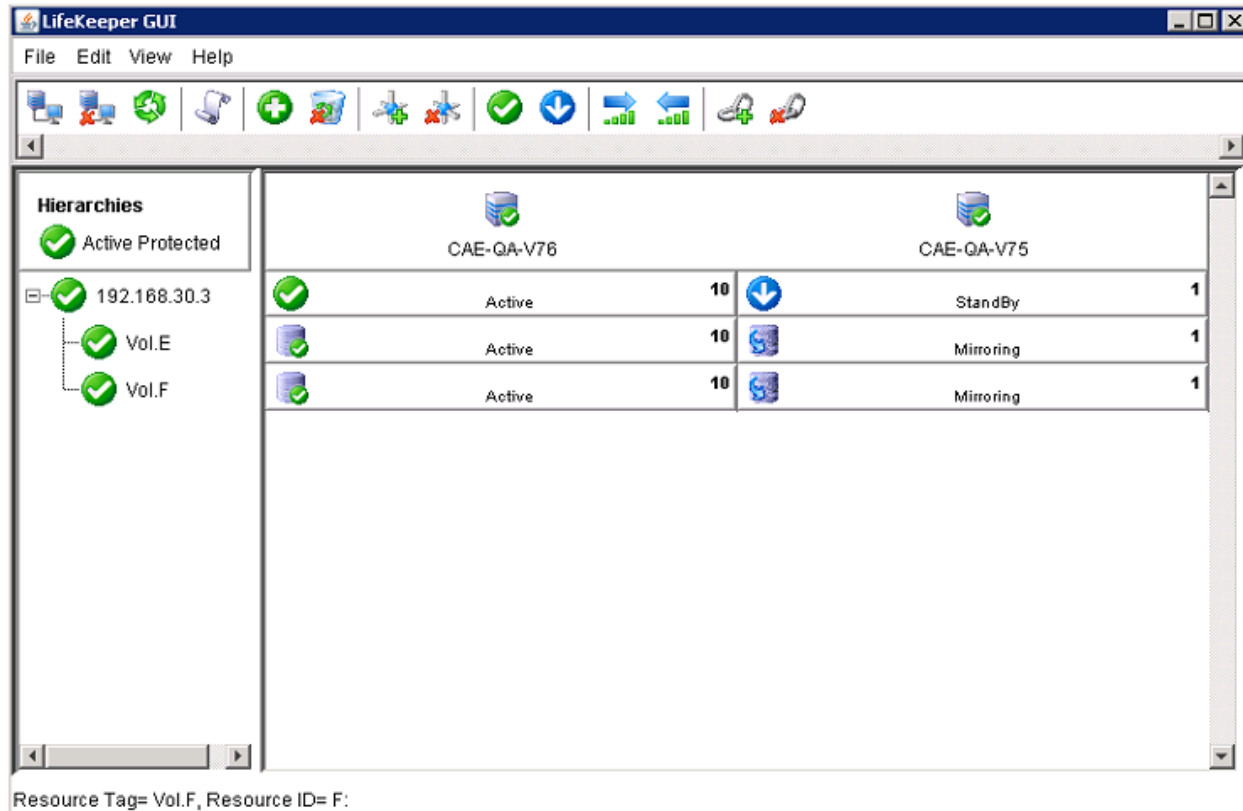 LifeKeeper GUI
File Edit View Help
Hierarchies
Active Protected
CAE-QA-V76
CAE-QA-V75
192.168.30.3
Active
10
StandBy
1
Vol.E
Active
10
Mirroring
1
Vol.F
Active
10
Mirroring
1
Resource Tag= Vol.F, Resource ID= F: